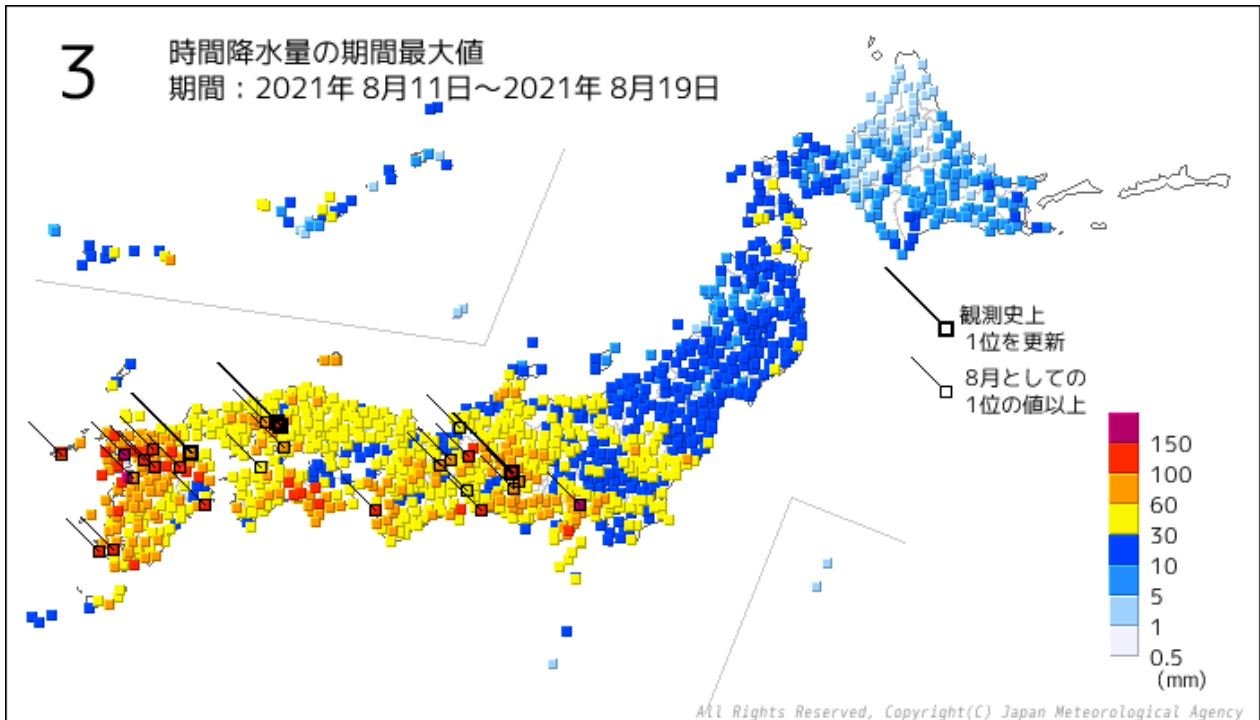 3 時間降水量の期間最大値
期間：2021年 8月11日～2021年 8月19日
観測史上
1位を更新
8月としての
1位の値以上
150
100
60
30
10
5
1
0.5
(mm)
All Rights Reserved, Copyright(C) Japan Meteorological Agency